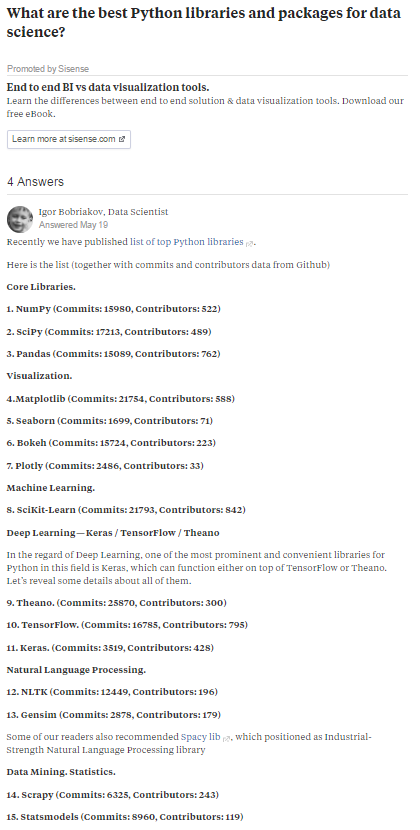 What are the best Python libraries and packages for data
science?
Promoted by Sisense
End to end BI vs data visualization tools.
Learn the differences between end to end solution & data visualization tools. Download our
free eBook.
Learn more at sisense.com
4 Answers
Igor Bobriakov, Data Scientist
Answered May 19
Recently we have published list of top Python libraries.
Here is the list (together with commits and contributors data from Github)
Core Libraries.
1. NumPy (Commits: 15980, Contributors: 522)
2. SciPy (Commits: 17213, Contributors: 489)
3. Pandas (Commits: 15089, Contributors: 762)
Visualization.
4.Matplotlib (Commits: 21754, Contributors: 588)
5. Seaborn (Commits: 1699, Contributors: 71)
6. Bokeh (Commits: 15724, Contributors: 223)
7. Plotly (Commits: 2486, Contributors: 33)
Machine Learning.
8. SciKit-Learn (Commits: 21793, Contributors: 842)
Deep Learning — Keras / TensorFlow / Theano
In the regard of Deep Learning, one of the most prominent and convenient libraries for
Python in this field is Keras, which can function either on top of TensorFlow or Theano.
Let's reveal some details about all of them.
9. Theano. (Commits: 25870, Contributors: 300)
10. TensorFlow. (Commits: 16785, Contributors: 795)
11. Keras. (Commits: 3519, Contributors: 428)
Natural Language Processing.
12. NLTK (Commits: 12449, Contributors: 196)
13. Gensim (Commits: 2878, Contributors: 179)
Some of our readers also recommended Spacy lib, which positioned as Industrial-
Strength Natural Language Processing library
Data Mining. Statistics.
14. Scrapy (Commits: 6325, Contributors: 243)
15. Statsmodels (Commits: 8960, Contributors: 119)